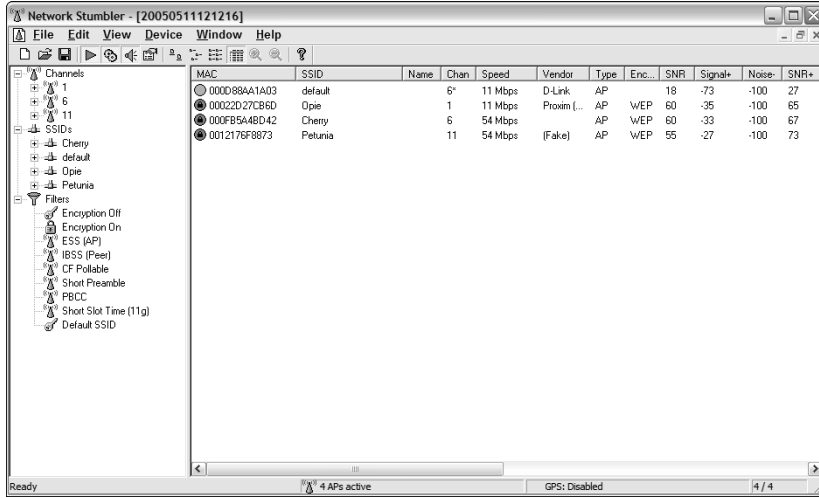 Network Stumbler - [20050511121216]
File Edit View Device Window Help
Channels
1
6
11
SSIDs
Cherry
default
Opie
Petunia
Filters
Encryption Off
Encryption On
ESS (AP)
IBSS (Peer)
CF Pollable
Short Preamble
PBCC
Short Slot Time (11g)
Default SSID
MAC SSID Name Chan Speed Vendor Type Enc... SNR Signal+ Noise- SNR+
000D88AA1A03 default 6* 11 Mbps D-Link AP 18 -73 -100 27
00022D27CB6D Opie 1 11 Mbps Proxim (... AP WEP 60 -35 -100 65
000FB5A4BD42 Cherry 6 54 Mbps AP WEP 60 -33 -100 67
0012176F8873 Petunia 11 54 Mbps (Fake) AP WEP 55 -27 -100 73
Ready 4 APs active GPS: Disabled 4 / 4